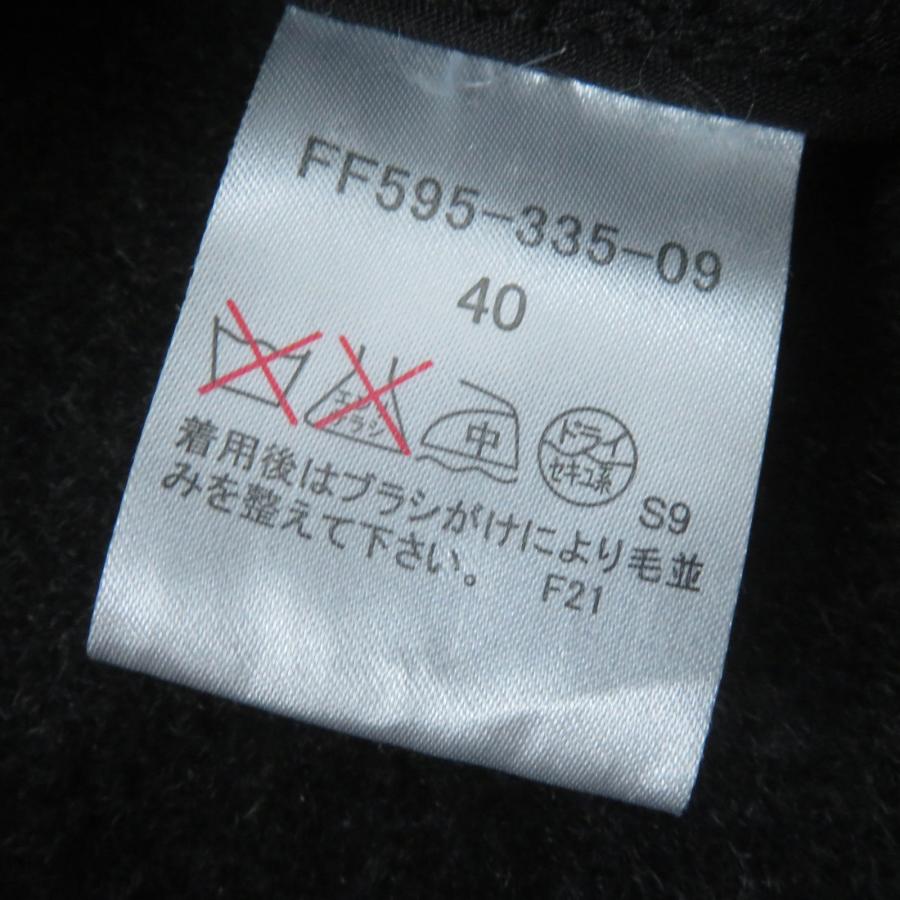 FF595-335-09
40
エンソ
ブラシ
中
ドライ
セキユ系
S9
着用後はブラシがけにより毛並
みを整えて下さい。 F21